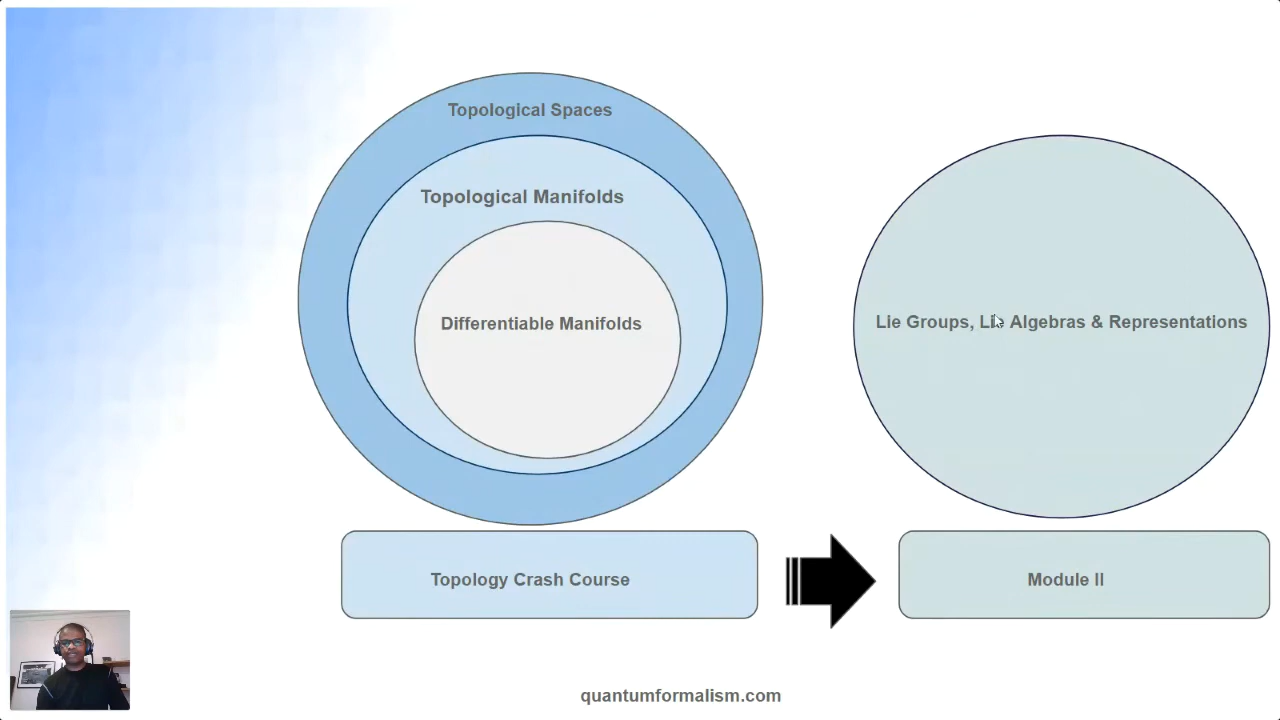 Topological Spaces
Topological Manifolds
Differentiable Manifolds
Lie Groups, Lie Algebras & Representations
Topology Crash Course
Module II
quantumformalism.com